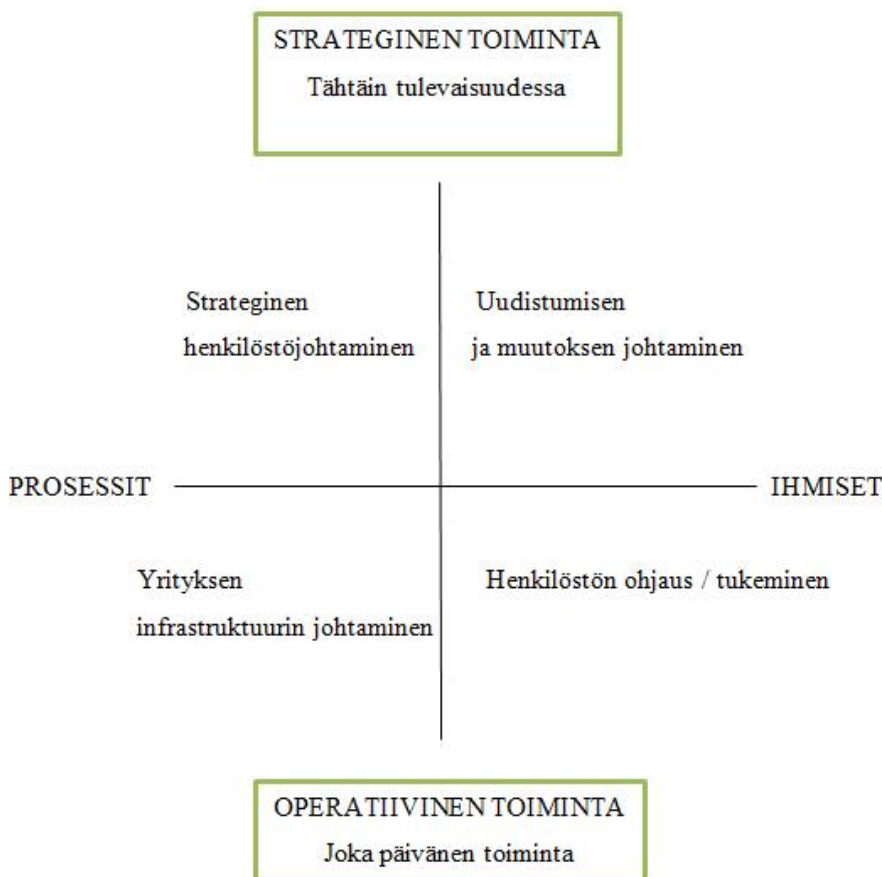 STRATEGINEN TOIMINTA
Tähtäin tulevaisuudessa
Strateginen
henkilöstöjohtaminen
Uudistumisen
ja muutoksen johtaminen
PROSESSIT
IHMISET
Yrityksen
infrastruktuurin johtaminen
Henkilöstön ohjaus / tukeminen
OPERATIIVINEN TOIMINTA
Joka päivänen toiminta